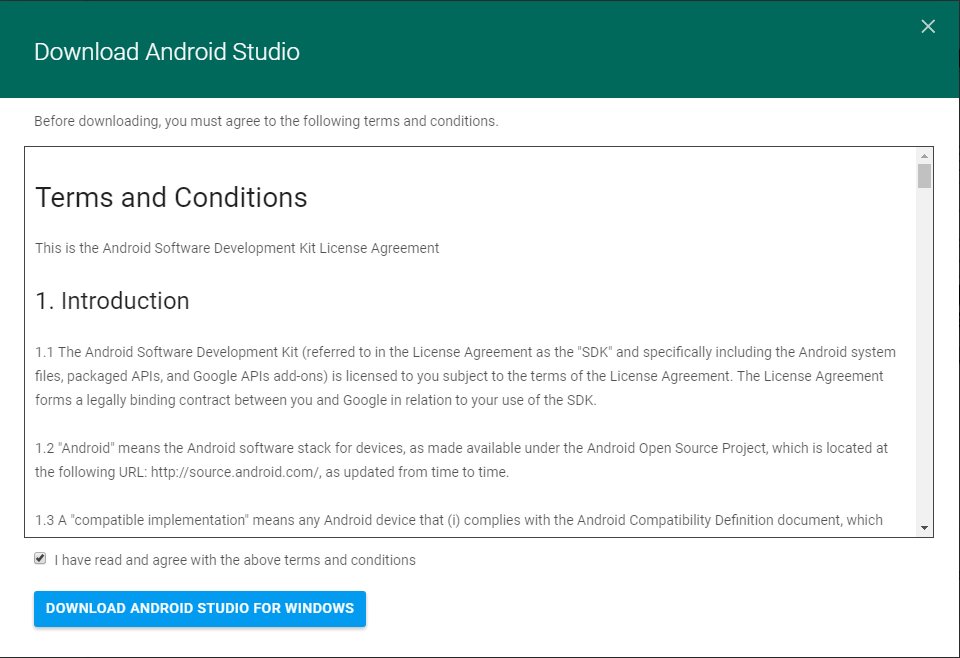 Download Android Studio
Before downloading, you must agree to the following terms and conditions.
Terms and Conditions
This is the Android Software Development Kit License Agreement
1. Introduction
1.1 The Android Software Development Kit (referred to in the License Agreement as the "SDK" and specifically including the Android system
files, packaged APIs, and Google APIs add-ons) is licensed to you subject to the terms of the License Agreement. The License Agreement
forms a legally binding contract between you and Google in relation to your use of the SDK.
1.2 "Android" means the Android software stack for devices, as made available under the Android Open Source Project, which is located at
the following URL: http://source.android.com/, as updated from time to time.
1.3 A "compatible implementation" means any Android device that (i) complies with the Android Compatibility Definition document, which
I have read and agree with the above terms and conditions
DOWNLOAD ANDROID STUDIO FOR WINDOWS